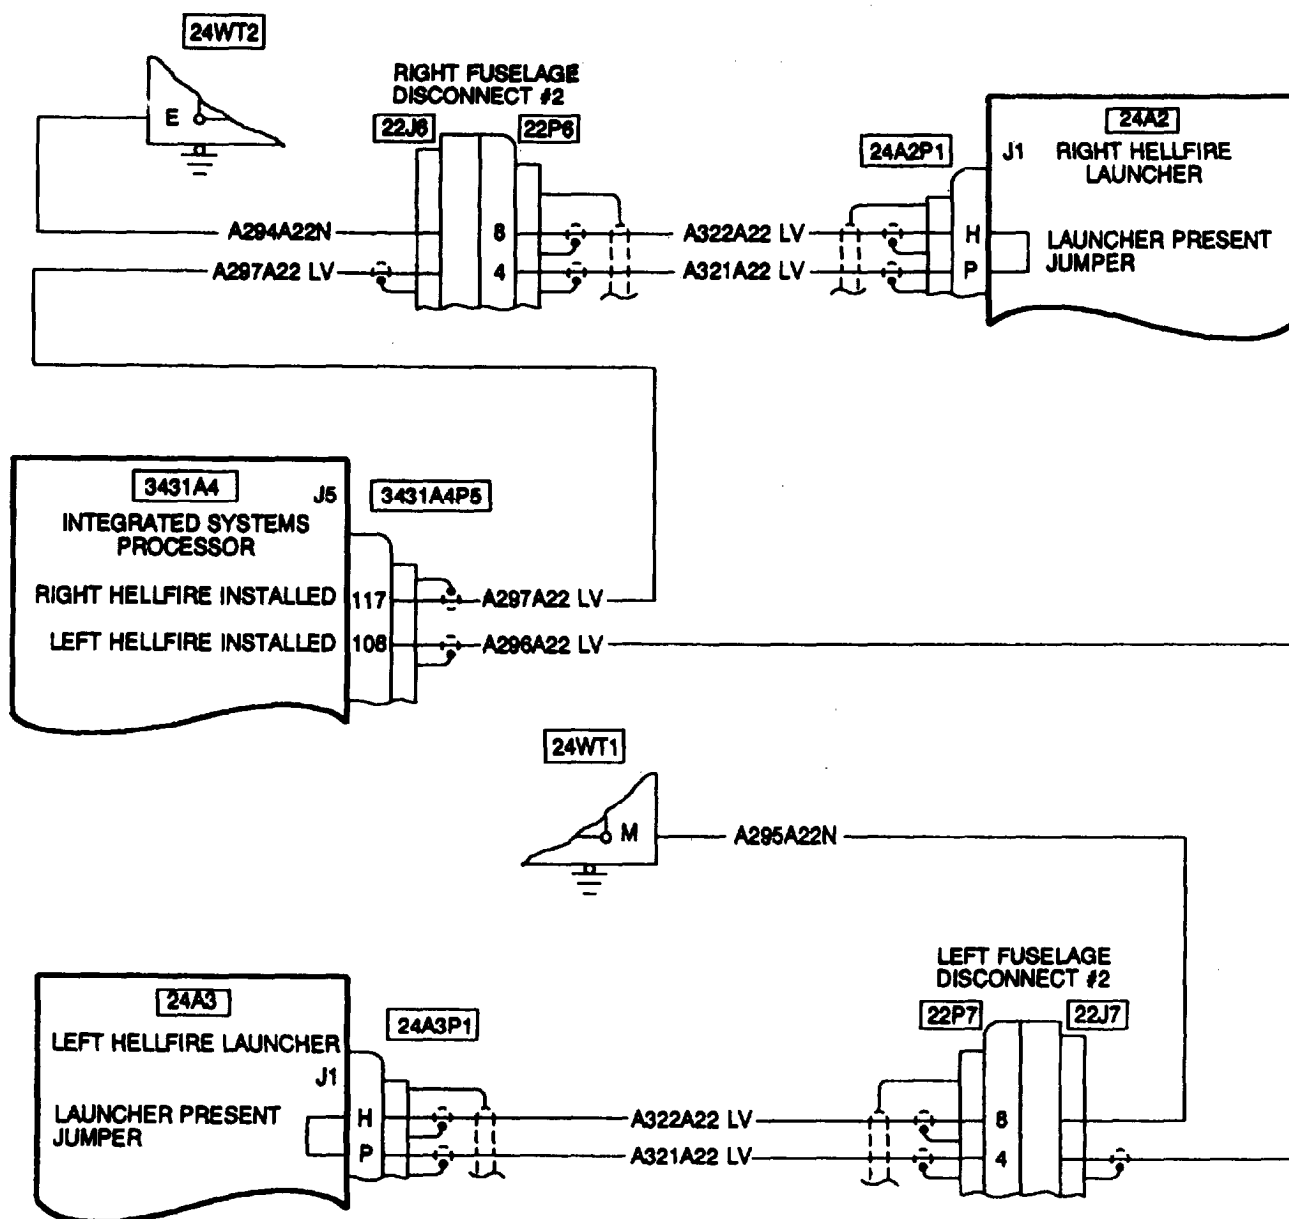 24WT2
E
RIGHT FUSELAGE
DISCONNECT #2
22J6
22P6
24A2P1
J1
24A2
RIGHT HELLFIRE
LAUNCHER
A294A22N
8
A322A22 LV
H
LAUNCHER PRESENT
JUMPER
A297A22 LV
4
A321A22 LV
P
3431A4
J5
3431A4P5
INTEGRATED SYSTEMS
PROCESSOR
RIGHT HELLFIRE INSTALLED
117
A297A22 LV
LEFT HELLFIRE INSTALLED
106
A296A22 LV
24WT1
M
A295A22N
LEFT FUSELAGE
DISCONNECT #2
22P7
22J7
24A3
24A3P1
LEFT HELLFIRE LAUNCHER
J1
LAUNCHER PRESENT
JUMPER
H
A322A22 LV
8
P
A321A22 LV
4